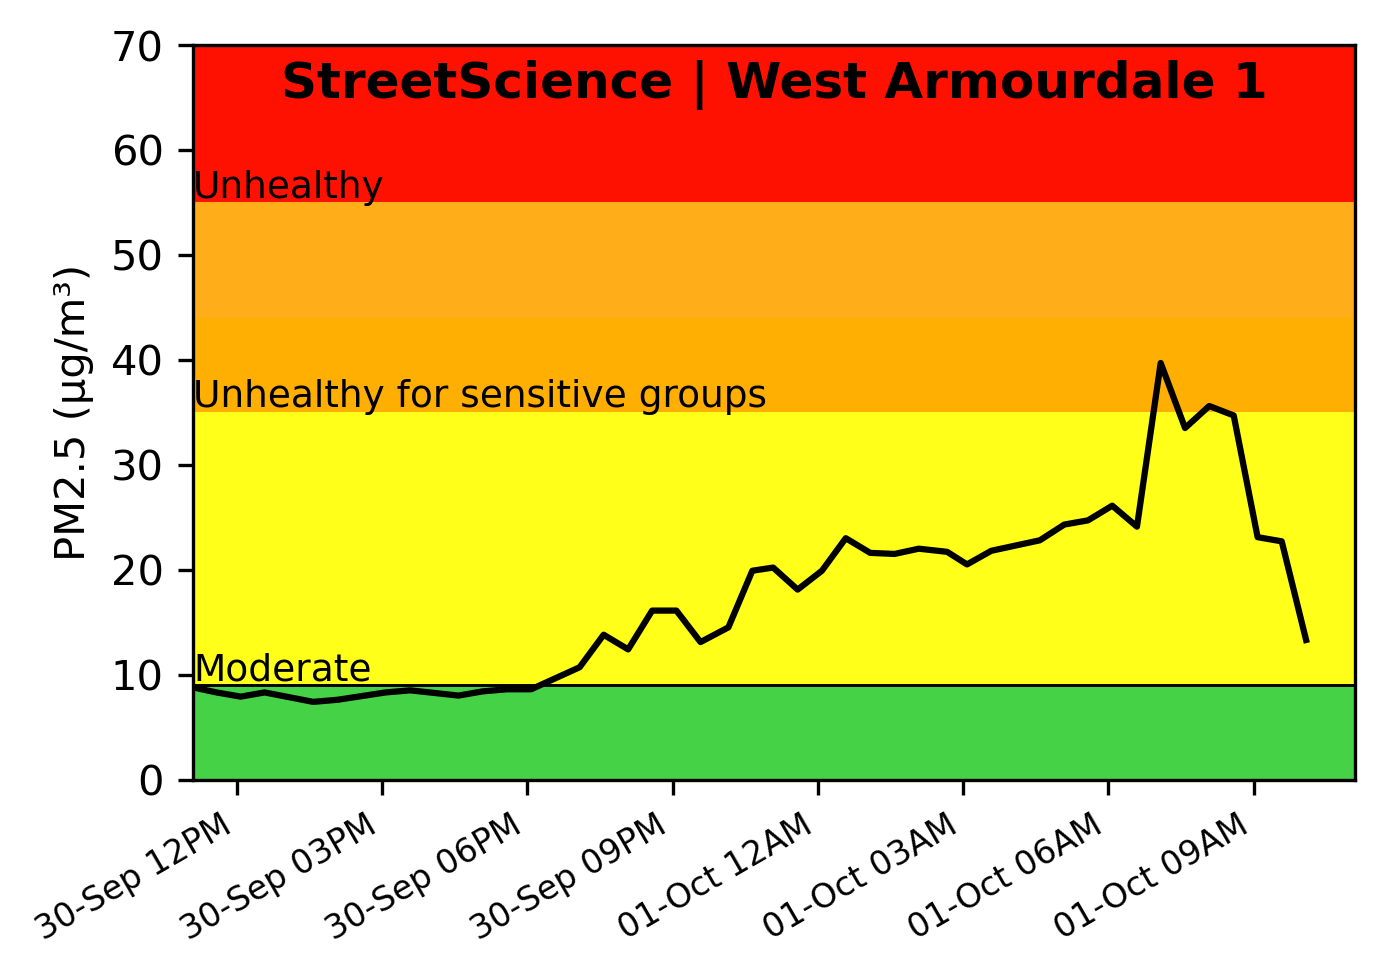 StreetScience | West Armourdale 1
70
60
Unhealthy
50
40
Unhealthy for sensitive groups
30
20
Moderate
10
0
PM2.5 (µg/m³)
30-Sep 12PM
30-Sep 03PM
30-Sep 06PM
30-Sep 09PM
01-Oct 12AM
01-Oct 03AM
01-Oct 06AM
01-Oct 09AM